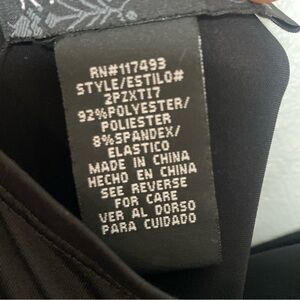 RN#117493
STYLE/ESTILO#
2PZXTI7
92%POLYESTER/
POLIESTER
8%SPANDEX/
ELASTICO
MADE IN CHINA
HECHO EN CHINA
SEE REVERSE
FOR CARE
VER AL DORSO
PARA CUIDADO